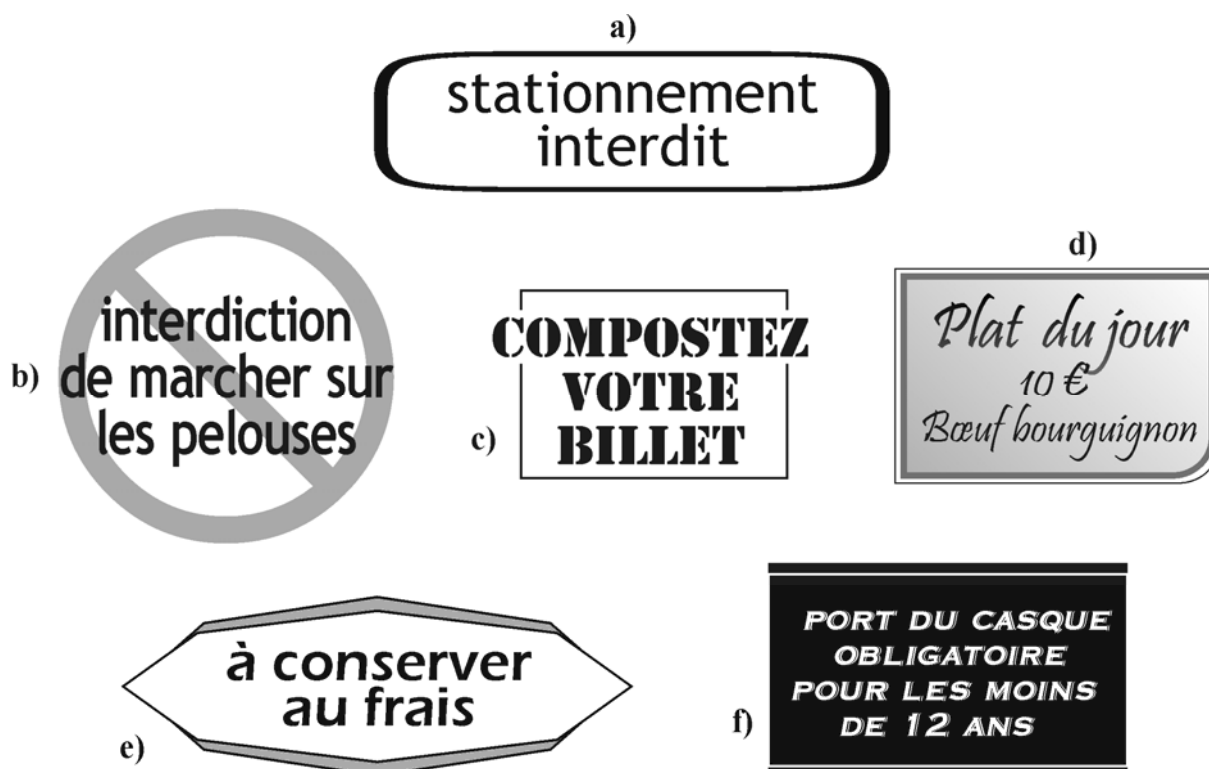 a)
stationnement
interdit
b)
interdiction
de marcher sur
les pelouses
c)
COMPOSTEZ
VOTRE
BILLET
d)
Plat du jour
10 €
Bœuf bourguignon
e)
à conserver
au frais
f)
PORT DU CASQUE
OBLIGATOIRE
POUR LES MOINS
DE 12 ANS